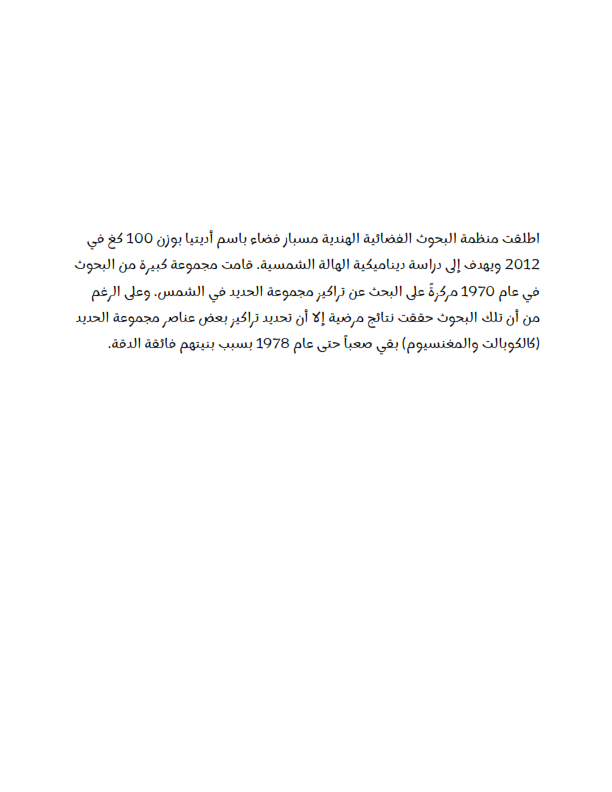 اطلقت منظمة البحوث الفضائية الهندية مسبار فضاء باسم أديتيا بوزن 100 كغ في
2012 ويهدف إلى دراسة ديناميكية الهالة الشمسية. قامت مجموعة كبيرة من البحوث
في عام 1970 مركزةً على البحث عن تراكيز مجموعة الحديد في الشمس. وعلى الرغم
من أن تلك البحوث حققت نتائج مرضية إلا أن تحديد تراكيز بعض عناصر مجموعة الحديد
(كالكوبالت والمغنسيوم) بقي صعباً حتى عام 1978 بسبب بنيتهم فائقة الدقة.